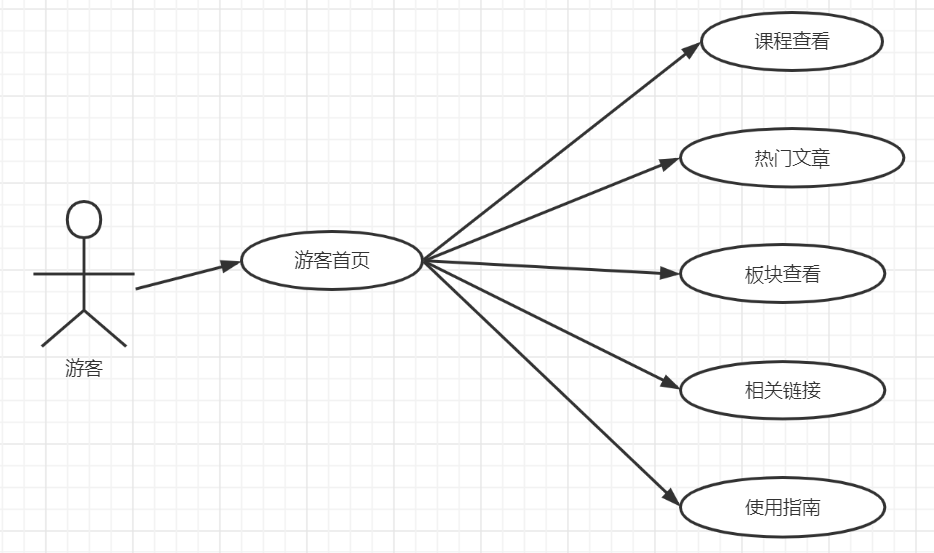 课程查看
热门文章
游客首页
板块查看
游客
相关链接
使用指南